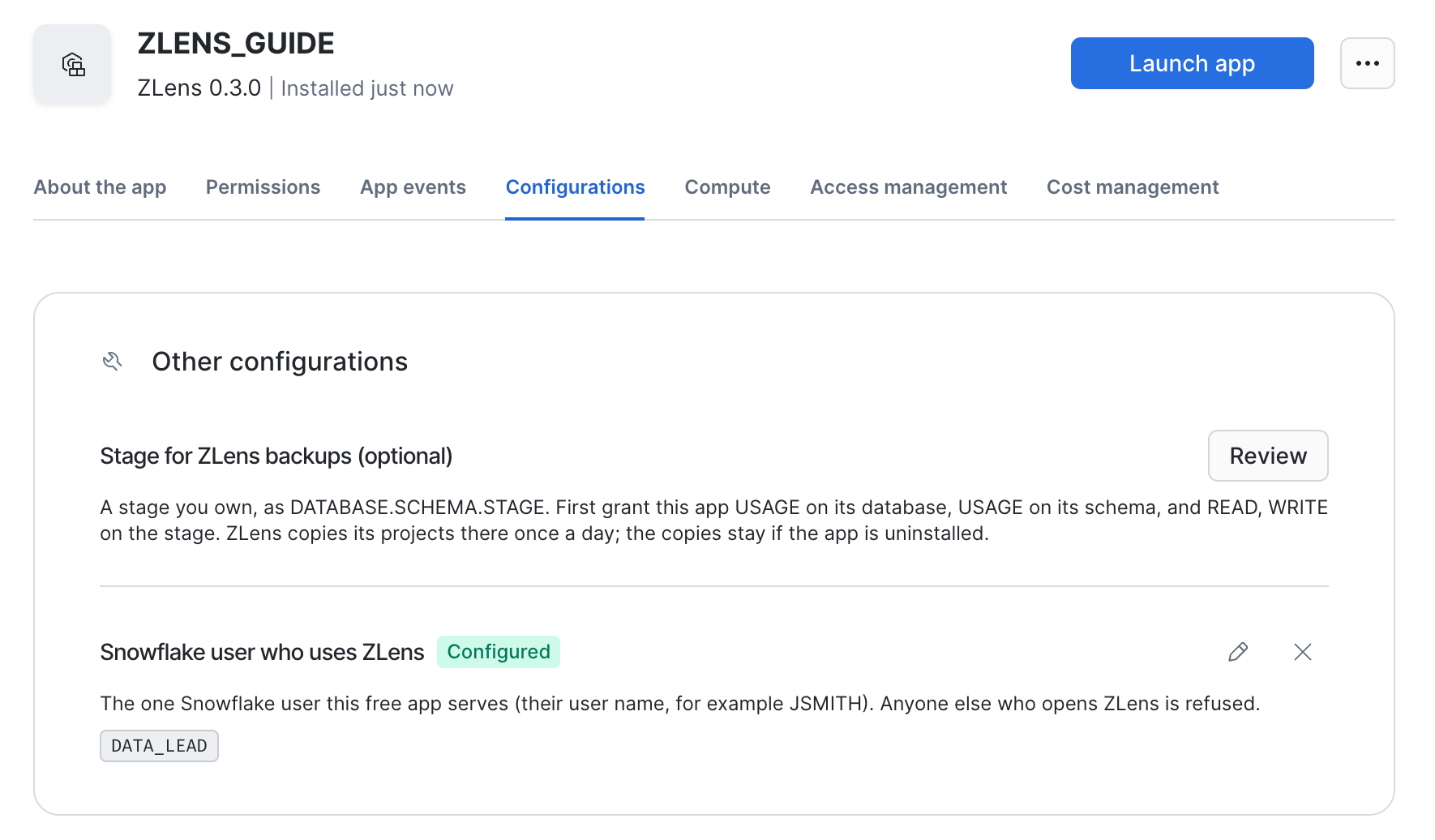 ZLENS_GUIDE
ZLens 0.3.0 | Installed just now
Launch app
About the app
Permissions
App events
Configurations
Compute
Access management
Cost management
Other configurations
Stage for ZLens backups (optional)
Review
A stage you own, as DATABASE.SCHEMA.STAGE. First grant this app USAGE on its database, USAGE on its schema, and READ, WRITE
on the stage. ZLens copies its projects there once a day; the copies stay if the app is uninstalled.
Snowflake user who uses ZLens
Configured
The one Snowflake user this free app serves (their user name, for example JSMITH). Anyone else who opens ZLens is refused.
DATA_LEAD